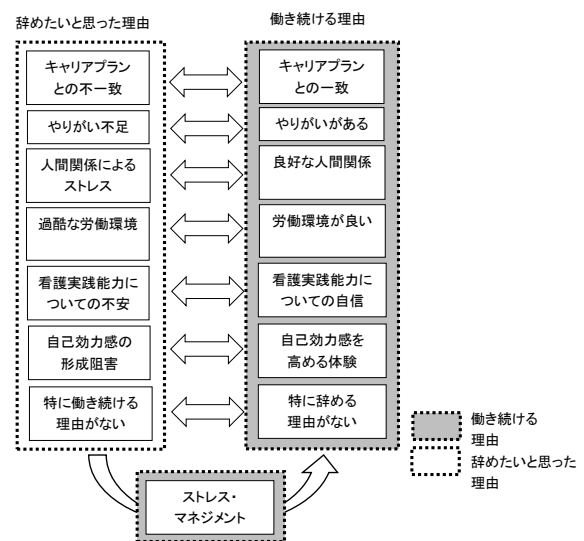 辞めたいと思った理由
働き続ける理由
キャリアプラン
との不一致
キャリアプラン
との一致
やりがい不足
やりがいがある
人間関係による
ストレス
良好な人間関係
過酷な労働環境
労働環境が良い
看護実践能力に
ついての不安
看護実践能力に
ついての自信
自己効力感の
形成阻害
自己効力感を
高める体験
特に働き続ける
理由がない
特に辞める
理由がない
働き続ける
理由
辞めたいと思った
理由
ストレス・
マネジメント